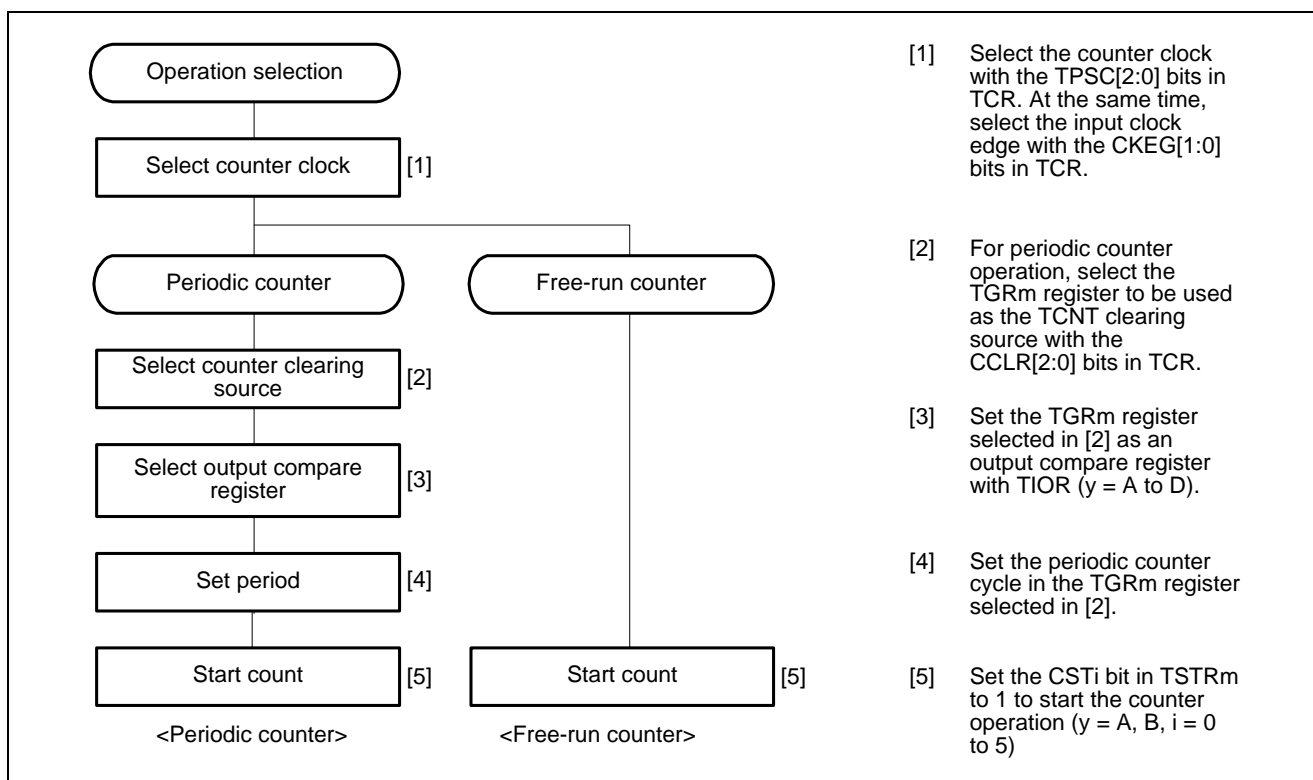 Operation selection
Select counter clock
[1]
Periodic counter
Free-run counter
Select counter clearing
source
[2]
Select output compare
register
[3]
Set period
[4]
Start count
[5]
Start count
[5]
<Periodic counter>
<Free-run counter>
[1] Select the counter clock
with the TPSC[2:0] bits in
TCR. At the same time,
select the input clock
edge with the CKEG[1:0]
bits in TCR.
[2] For periodic counter
operation, select the
TGRm register to be used
as the TCNT clearing
source with the
CCLR[2:0] bits in TCR.
[3] Set the TGRm register
selected in [2] as an
output compare register
with TIOR (y = A to D).
[4] Set the periodic counter
cycle in the TGRm register
selected in [2].
[5] Set the CSTi bit in TSTRm
to 1 to start the counter
operation (y = A, B, i = 0
to 5)